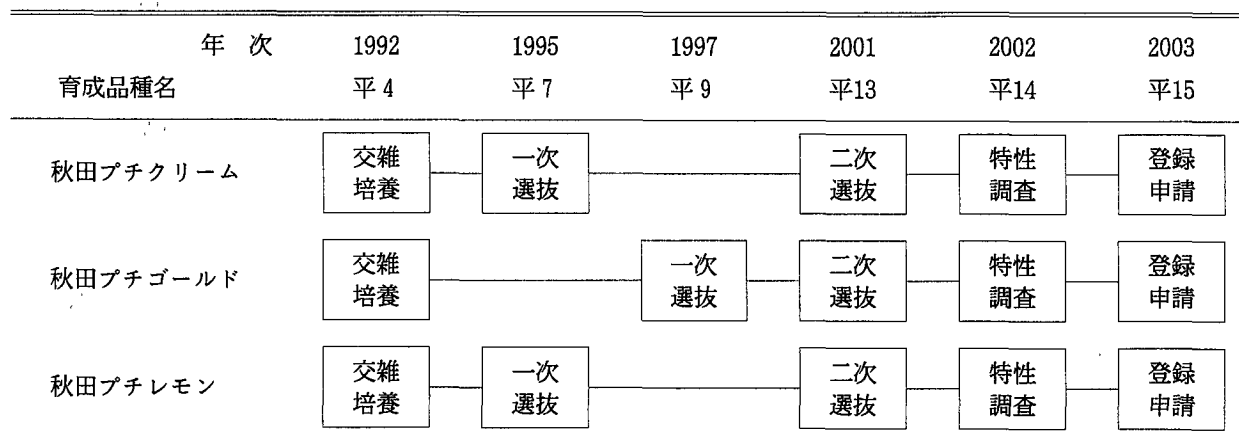 年 次 1992 1995 1997 2001 2002 2003
育成品種名 平4 平7 平9 平13 平14 平15
秋田プチクリーム 交雑培養 一次選抜 二次選抜 特性調査 登録申請
秋田プチゴールド 交雑培養 一次選抜 二次選抜 特性調査 登録申請
秋田プチレモン 交雑培養 一次選抜 二次選抜 特性調査 登録申請